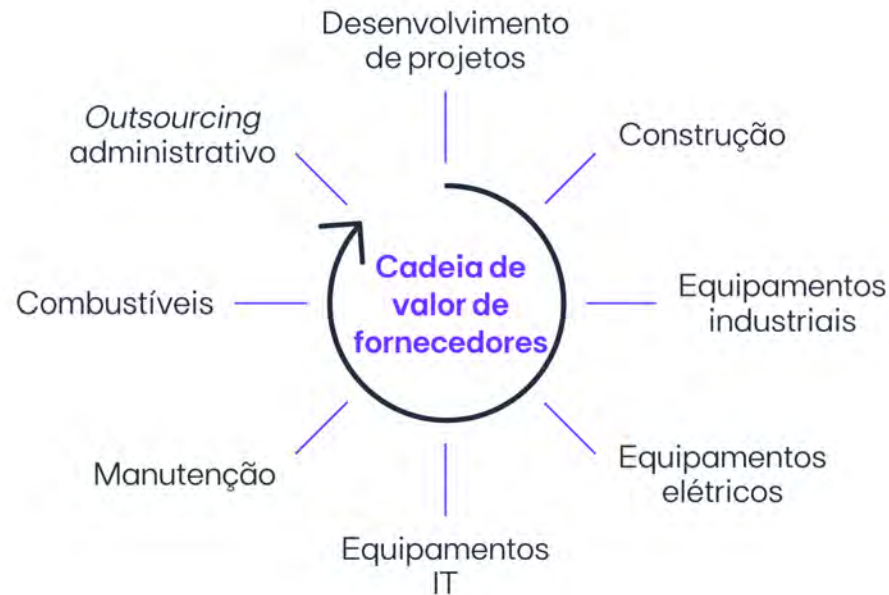 Desenvolvimento
de projetos
Construção
Equipamentos
industriais
Equipamentos
elétricos
Equipamentos
IT
Manutenção
Combustíveis
Outsourcing
administrativo
Cadeia de
valor de
fornecedores